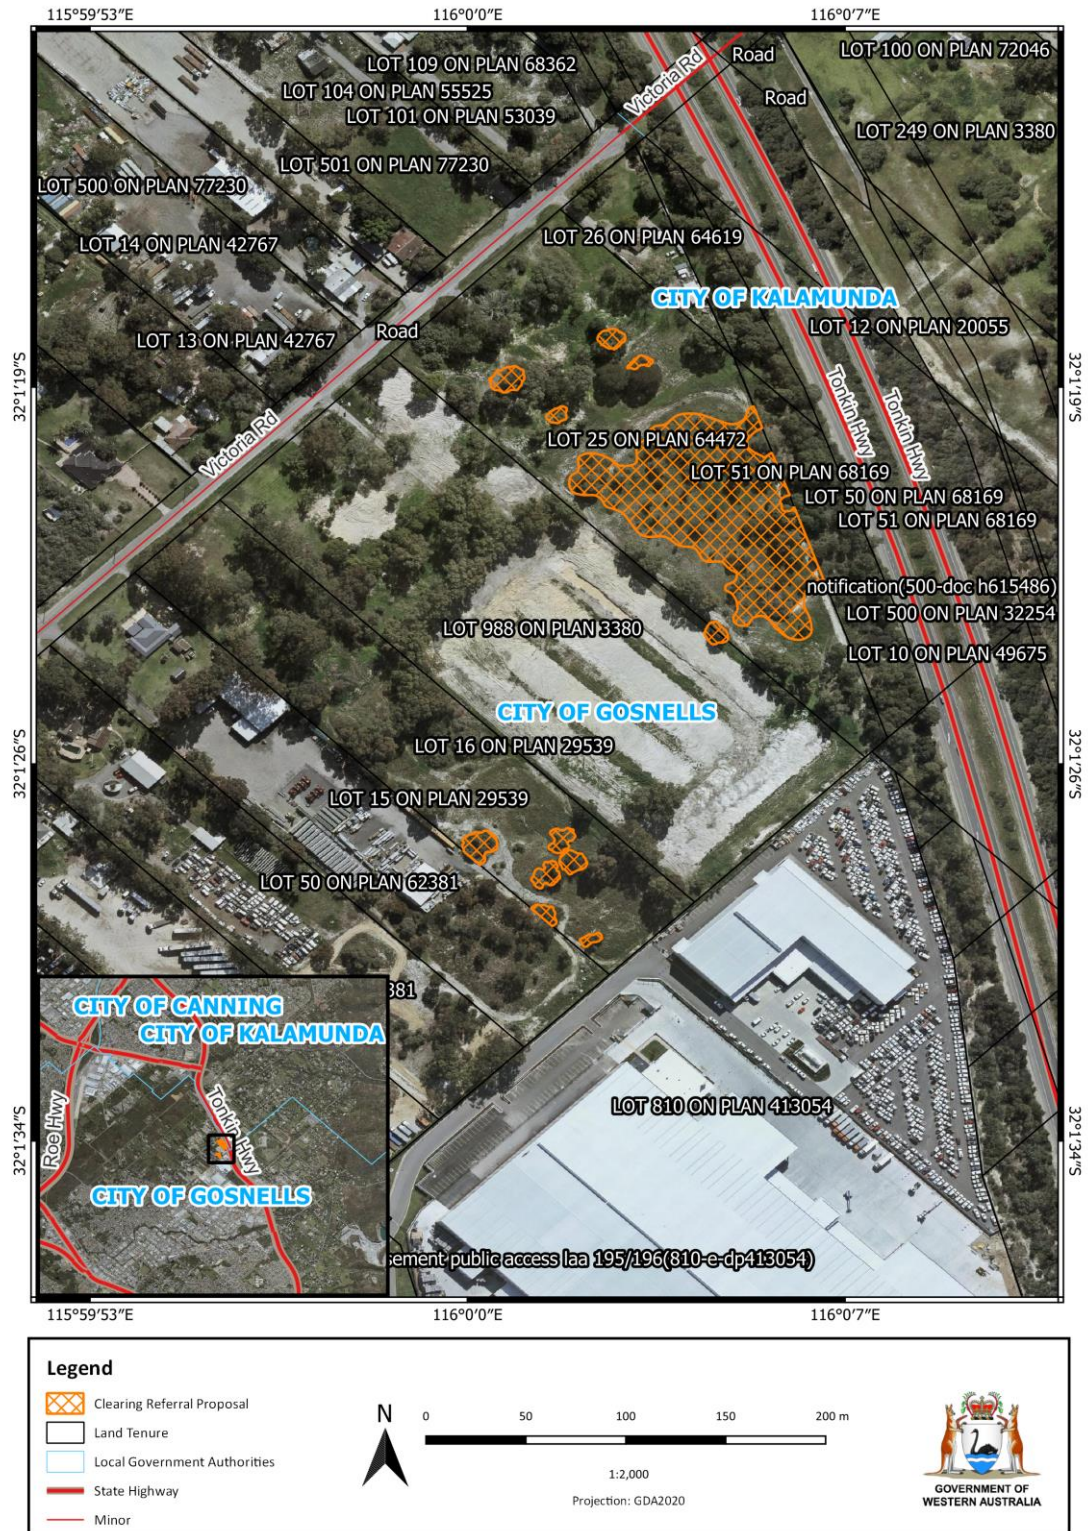 115°59'53"E 116°0'0"E 116°0'7"E
Road
LOT 100 ON PLAN 72046
LOT 109 ON PLAN 68362
Victoria Rd
LOT 104 ON PLAN 55525
Road
LOT 101 ON PLAN 53039
LOT 249 ON PLAN 3380
LOT 501 ON PLAN 77230
LOT 500 ON PLAN 77230
LOT 14 ON PLAN 42767
LOT 26 ON PLAN 64619
CITY OF KALAMUNDA
LOT 13 ON PLAN 42767
Road
LOT 12 ON PLAN 20055
32°1'19"S
32°1'19"S
Tonkin Hwy
Tonkin Hwy
Victoria Rd
LOT 25 ON PLAN 64472
LOT 51 ON PLAN 68169
LOT 50 ON PLAN 68169
LOT 51 ON PLAN 68169
notification(500-doc h615486)
LOT 500 ON PLAN 32254
LOT 988 ON PLAN 3380
LOT 10 ON PLAN 49675
CITY OF GOSNELLS
LOT 16 ON PLAN 29539
32°1'26"S
32°1'26"S
LOT 15 ON PLAN 29539
LOT 50 ON PLAN 62381
381
CITY OF CANNING
CITY OF KALAMUNDA
Roe Hwy
Tonkin Hwy
CITY OF GOSNELLS
LOT 810 ON PLAN 413054
32°1'34"S
32°1'34"S
sement public access laa 195/196(810-e-dp413054)
115°59'53"E 116°0'0"E 116°0'7"E
Legend
Clearing Referral Proposal
Land Tenure
Local Government Authorities
State Highway
Minor
N
0 50 100 150 200 m
1:2,000
Projection: GDA2020
GOVERNMENT OF
WESTERN AUSTRALIA